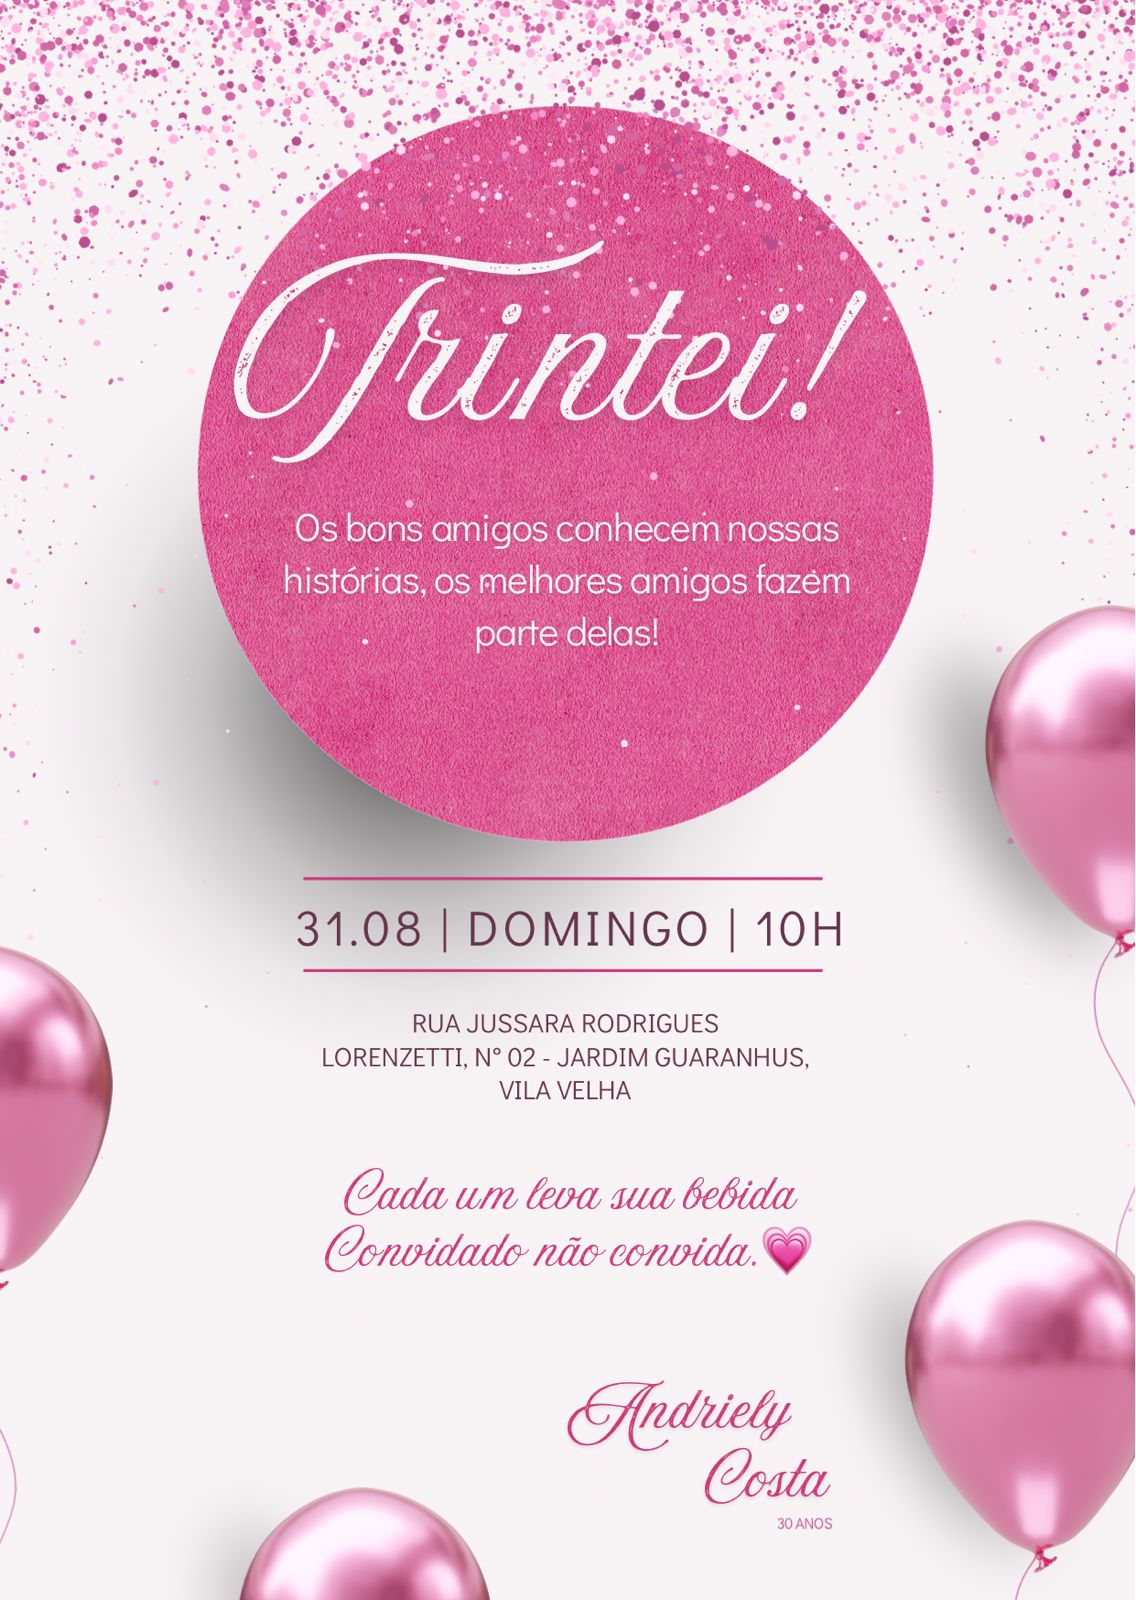 Trintei!
Os bons amigos conhecem nossas
histórias, os melhores amigos fazem
parte delas!
31.08 | DOMINGO | 10H
RUA JUSSARA RODRIGUES
LORENZETTI, N° 02 - JARDIM GUARANHUS,
VILA VELHA
Cada um leva sua bebida
Convidado não convida.💗
Andriely
Costa
30 ANOS